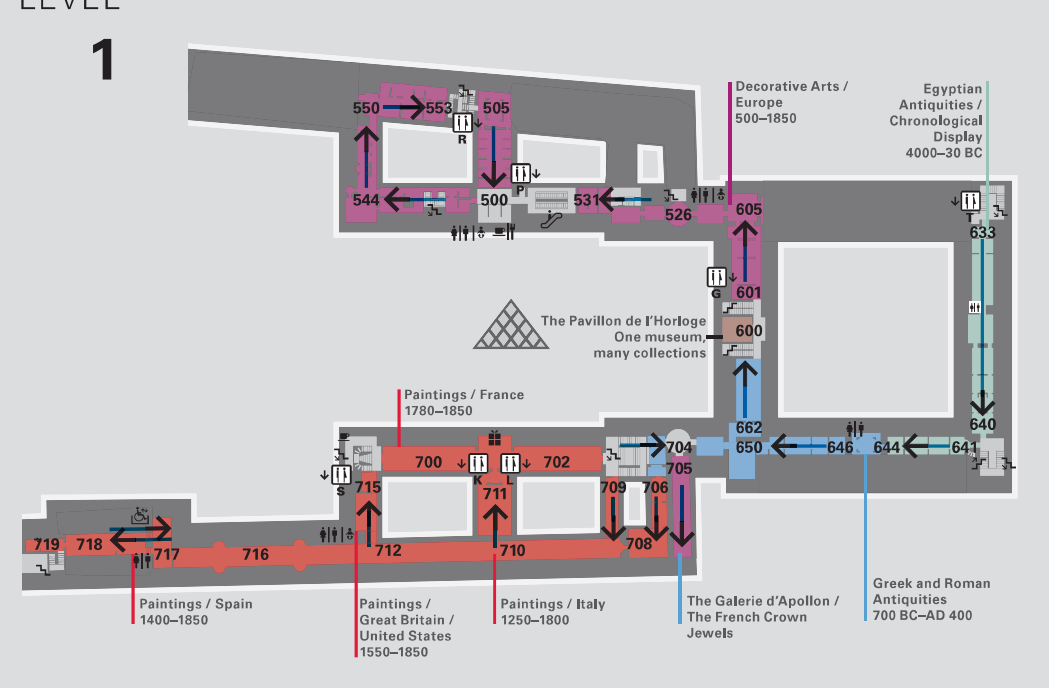 LEVEL
1
Decorative Arts /
Europe
500–1850
Egyptian
Antiquities /
Chronological
Display
4000–30 BC
550
553
505
R
P
544
500
531
526
605
T
633
G
601
The Pavillon de l'Horloge
One museum,
many collections
600
Paintings / France
1780–1850
662
640
700
702
704
650
646
644
641
K
L
S
715
711
705
709
706
719
718
717
716
712
710
708
Paintings / Spain
1400–1850
Paintings /
Great Britain /
United States
1550–1850
Paintings / Italy
1250–1800
The Galerie d'Apollon /
The French Crown
Jewels
Greek and Roman
Antiquities
700 BC–AD 400